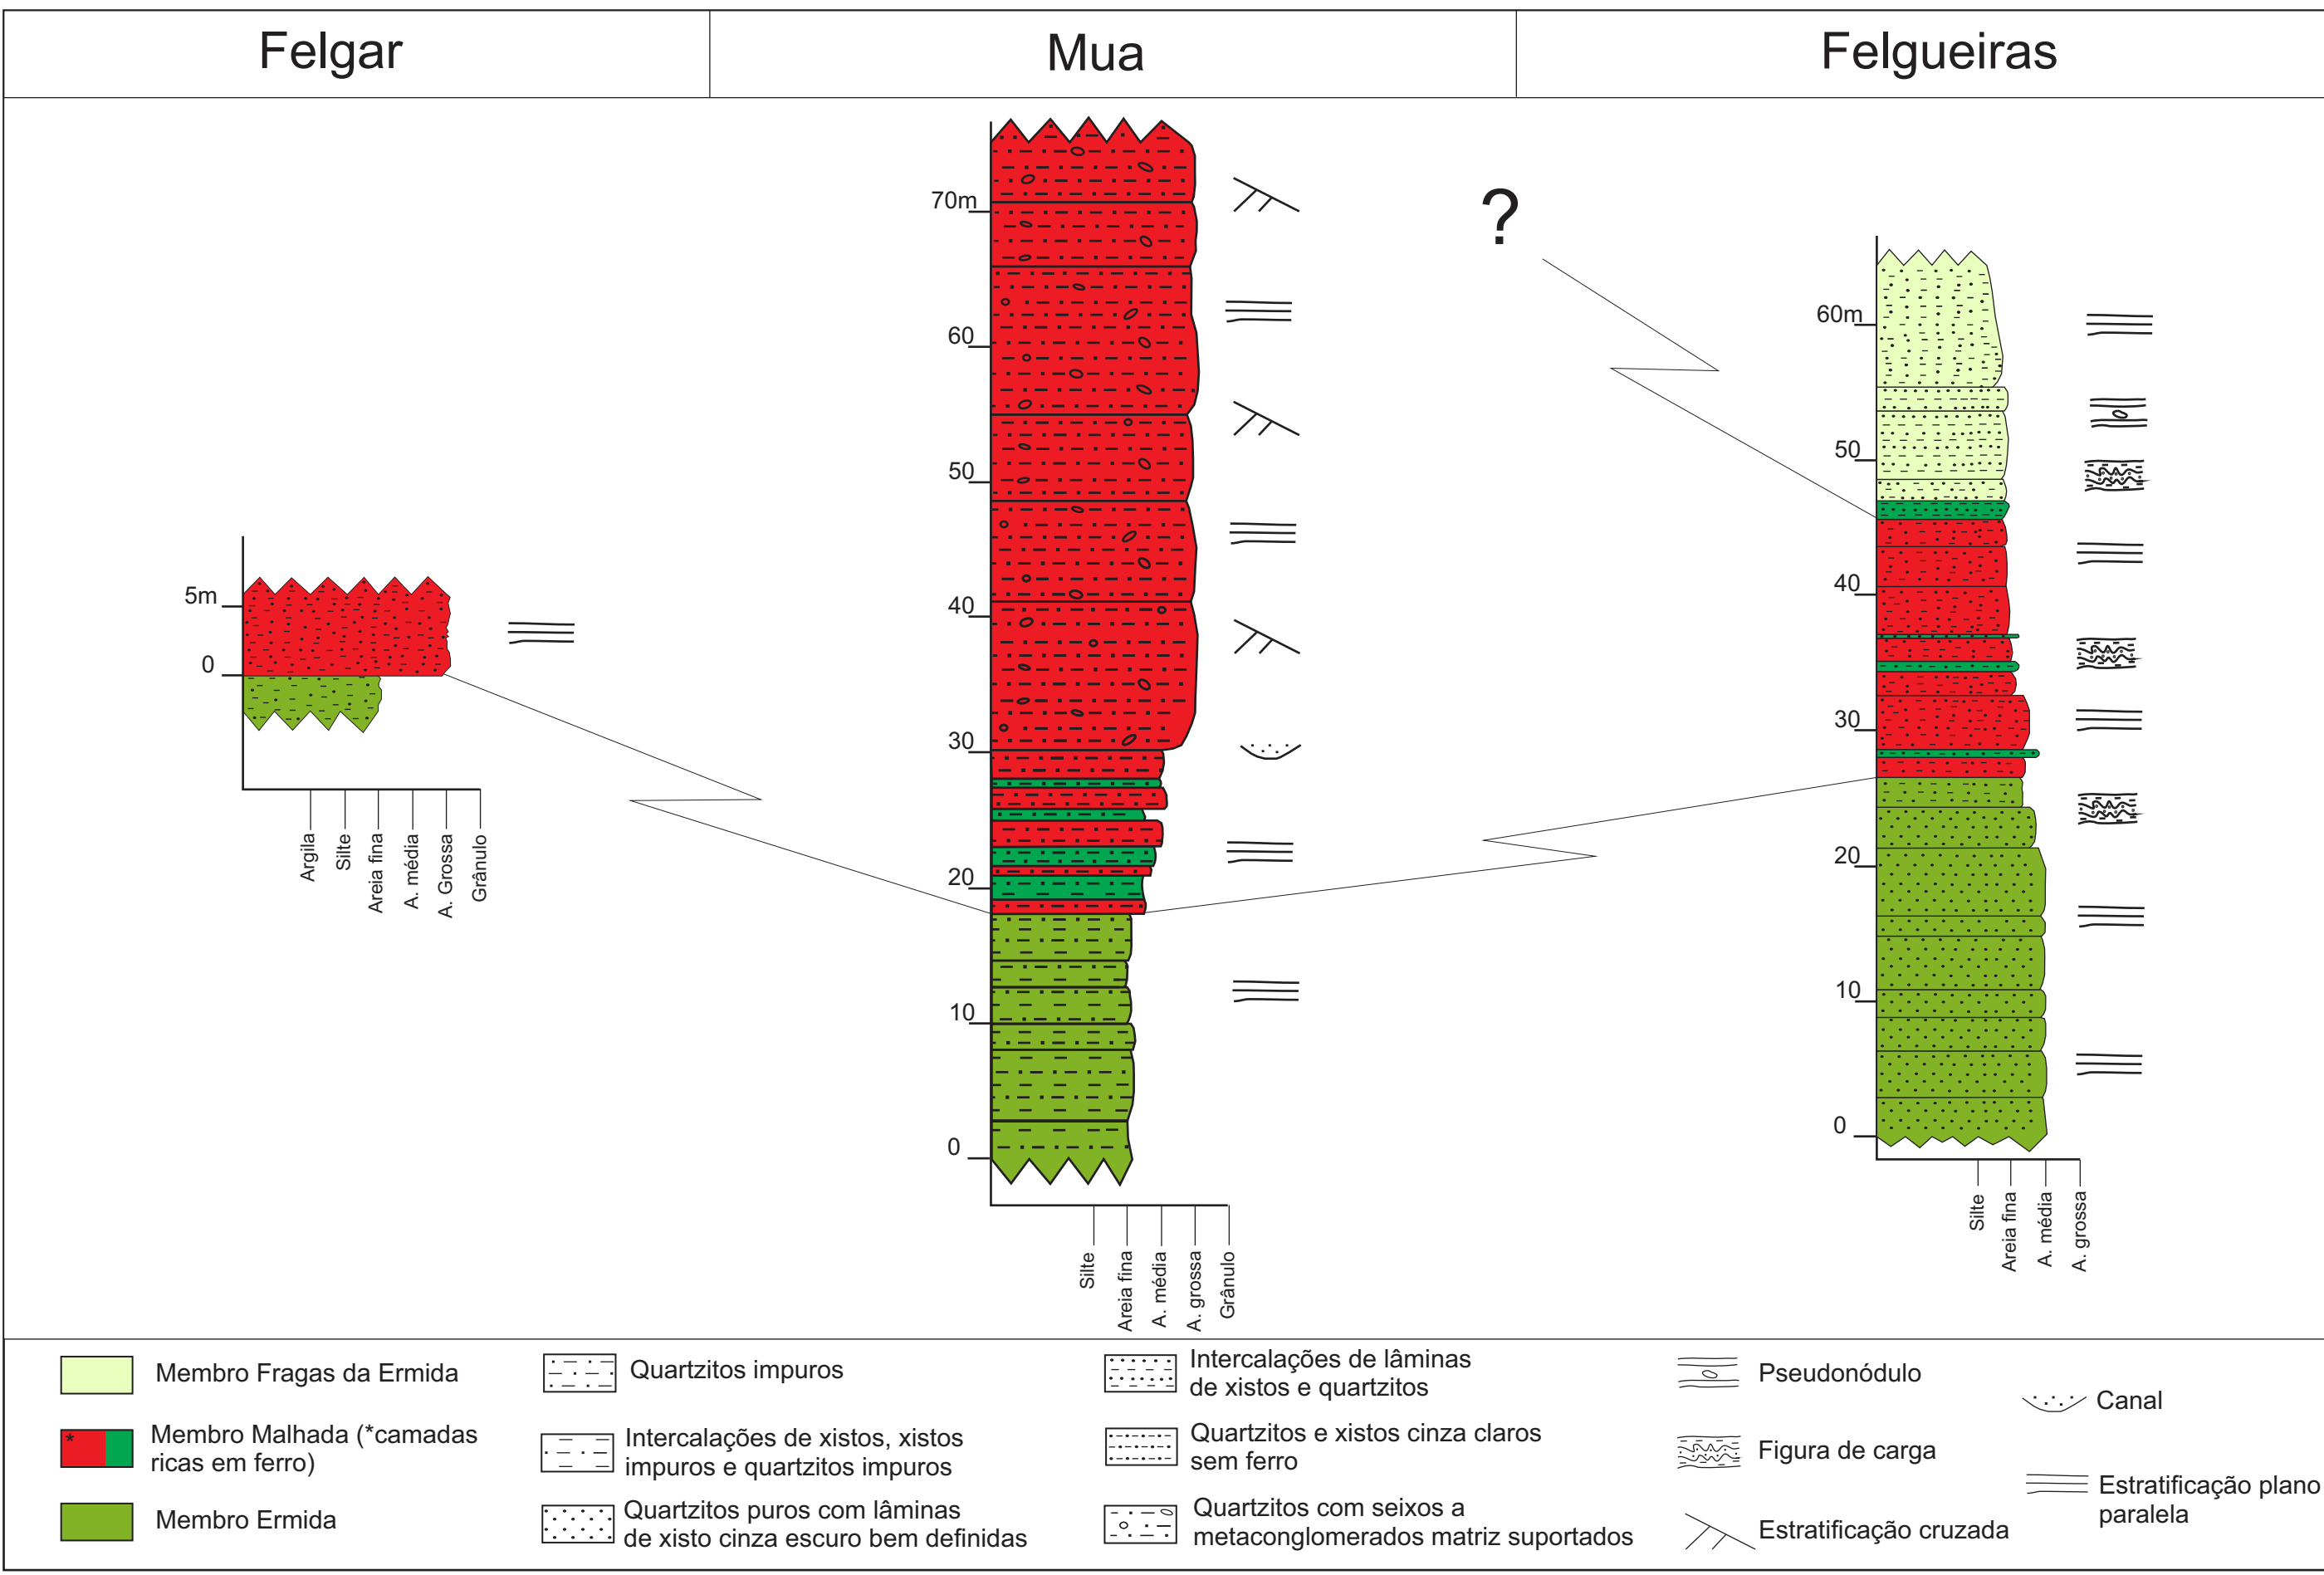 Felgar
Mua
Felgueiras
5m
0
Argila
Silte
Areia fina
A. média
A. Grossa
Grânulo
70m
60
50
40
30
20
10
0
Silte
Areia fina
A. média
A. grossa
Grânulo
?
60m
50
40
30
20
10
0
Silte
Areia fina
A. média
A. grossa
Membro Fragas da Ermida
*
Membro Malhada (*camadas
ricas em ferro)
Membro Ermida
Quartzitos impuros
Intercalações de xistos, xistos
impuros e quartzitos impuros
Quartzitos puros com lâminas
de xisto cinza escuro bem definidas
Intercalações de lâminas
de xistos e quartzitos
Quartzitos e xistos cinza claros
sem ferro
Quartzitos com seixos a
metaconglomerados matriz suportados
Pseudonódulo
Figura de carga
Estratificação cruzada
Canal
Estratificação plano
paralela